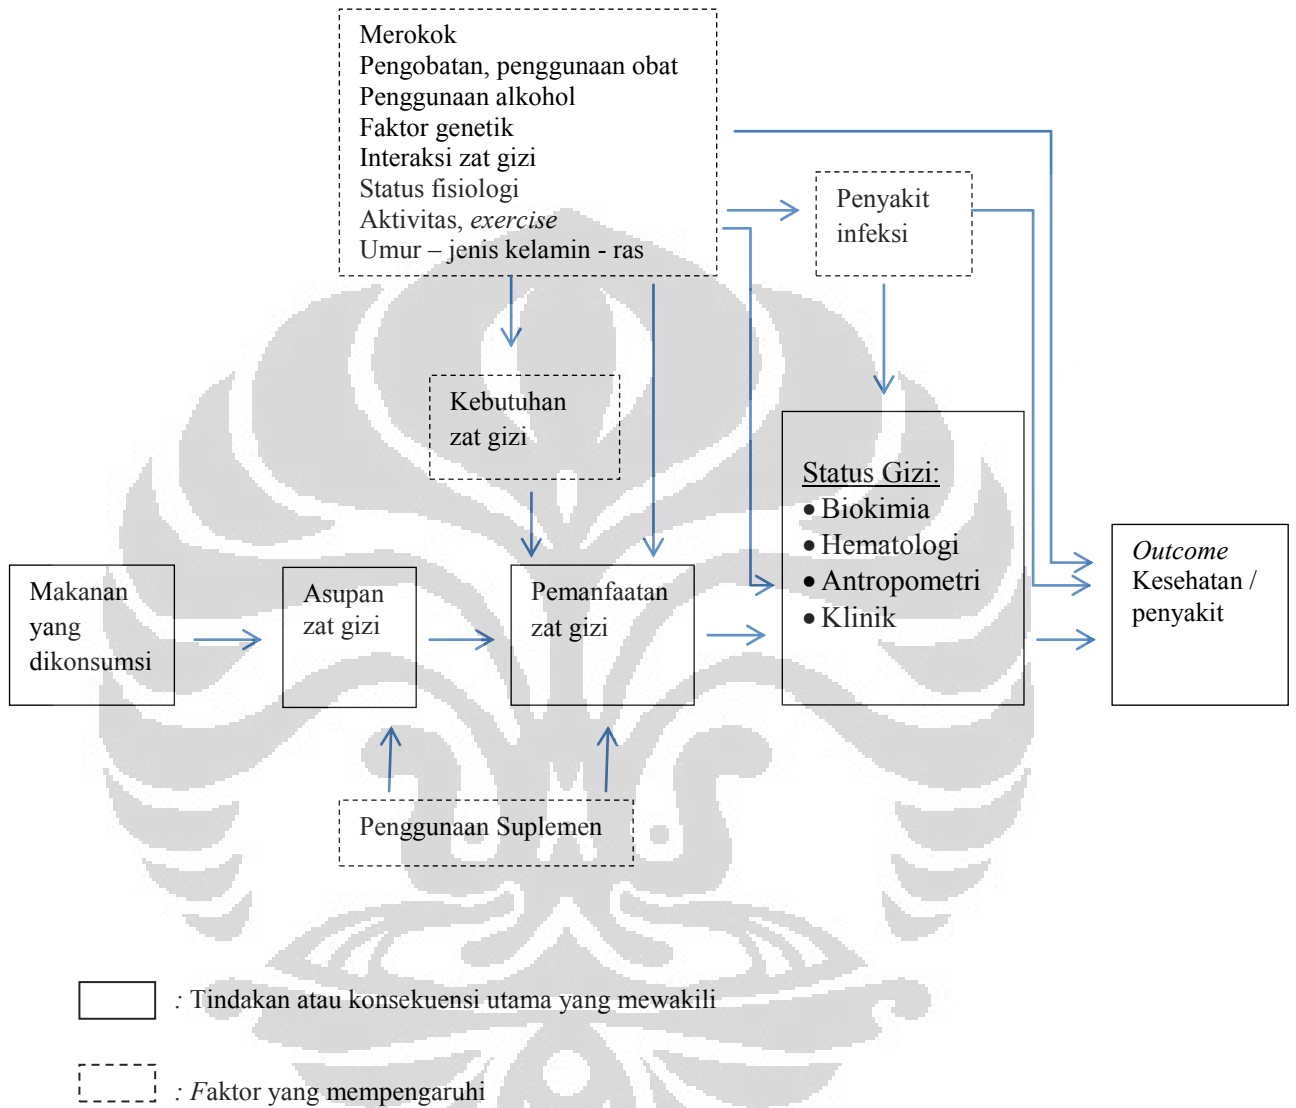 Merokok
Pengobatan, penggunaan obat
Penggunaan alkohol
Faktor genetik
Interaksi zat gizi
Status fisiologi
Aktivitas, exercise
Umur – jenis kelamin - ras
Penyakit
infeksi
Kebutuhan
zat gizi
Status Gizi:
• Biokimia
• Hematologi
• Antropometri
• Klinik
Outcome
Kesehatan /
penyakit
Makanan
yang
dikonsumsi
Asupan
zat gizi
Pemanfaatan
zat gizi
Penggunaan Suplemen
: Tindakan atau konsekuensi utama yang mewakili
: Faktor yang mempengaruhi